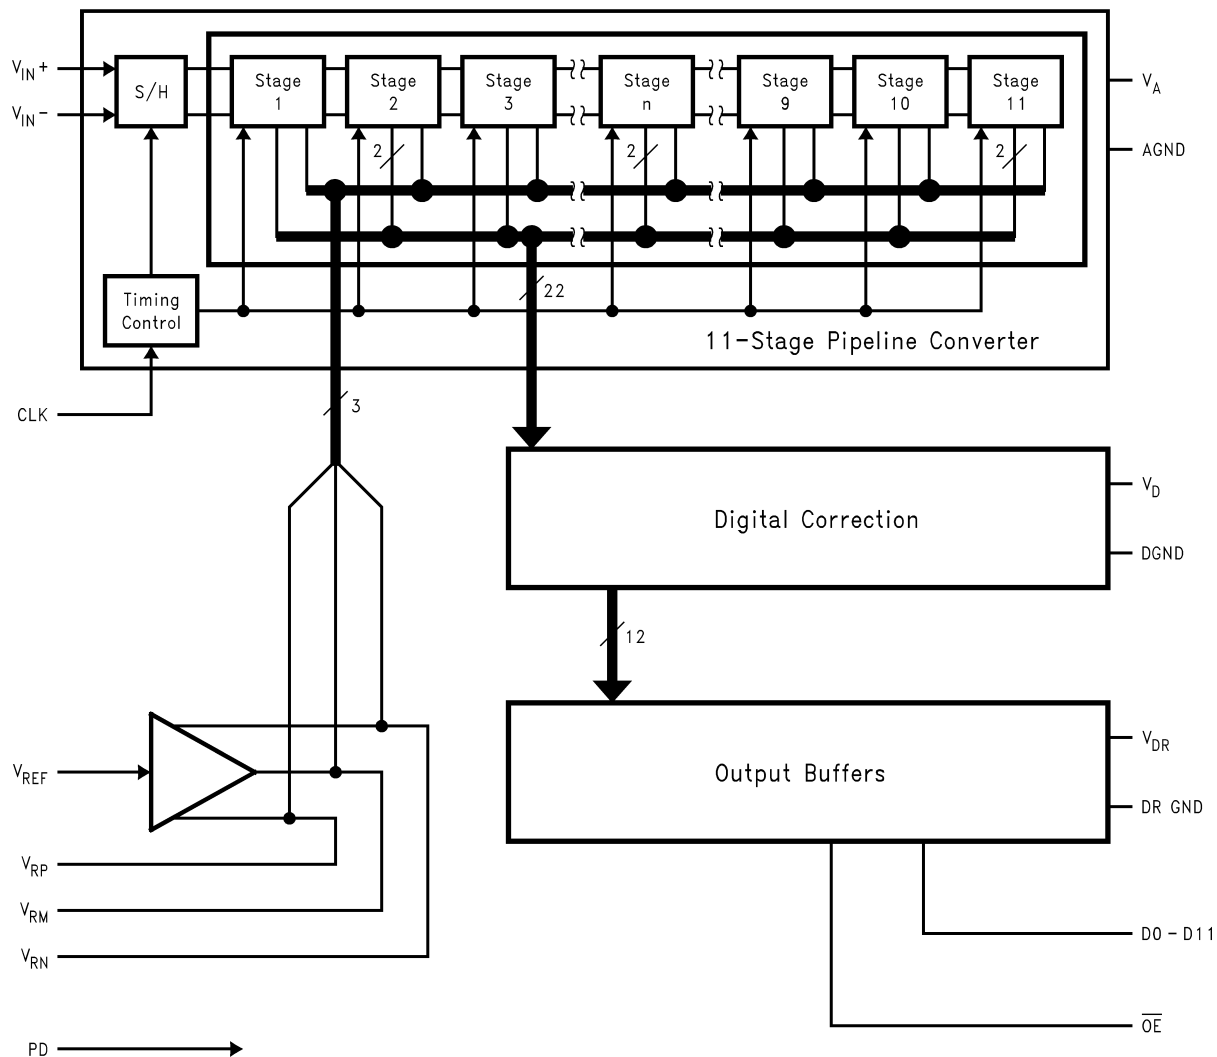 VIN+
VIN−
S/H
Stage
1
Stage
2
Stage
3
Stage
n
Stage
9
Stage
10
Stage
11
VA
AGND
2
2
2
22
Timing
Control
11-Stage Pipeline Converter
CLK
3
Digital Correction
VD
DGND
12
Output Buffers
VDR
DR GND
VREF
VRP
VRM
VRN
D0 - D11
OE
PD